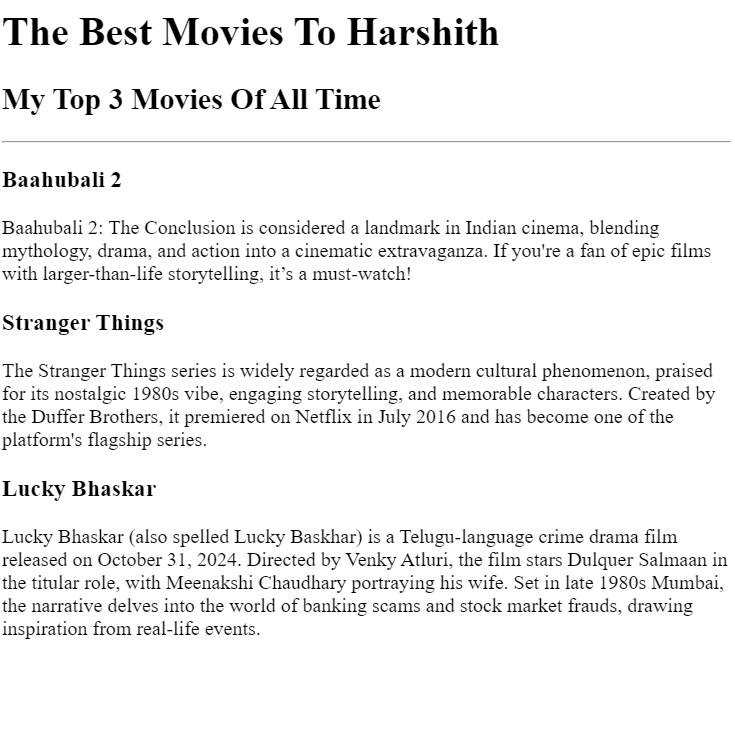 The Best Movies To Harshith
My Top 3 Movies Of All Time
Baahubali 2
Baahubali 2: The Conclusion is considered a landmark in Indian cinema, blending
mythology, drama, and action into a cinematic extravaganza. If you're a fan of epic films
with larger-than-life storytelling, it’s a must-watch!
Stranger Things
The Stranger Things series is widely regarded as a modern cultural phenomenon, praised
for its nostalgic 1980s vibe, engaging storytelling, and memorable characters. Created by
the Duffer Brothers, it premiered on Netflix in July 2016 and has become one of the
platform's flagship series.
Lucky Bhaskar
Lucky Bhaskar (also spelled Lucky Baskhar) is a Telugu-language crime drama film
released on October 31, 2024. Directed by Venky Atluri, the film stars Dulquer Salmaan in
the titular role, with Meenakshi Chaudhary portraying his wife. Set in late 1980s Mumbai,
the narrative delves into the world of banking scams and stock market frauds, drawing
inspiration from real-life events.